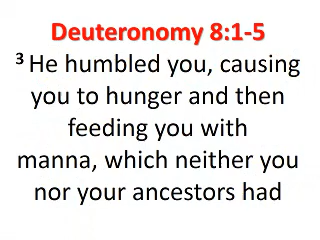 Deuteronomy 8:1-5
3 He humbled you, causing
you to hunger and then
feeding you with
manna, which neither you
nor your ancestors had